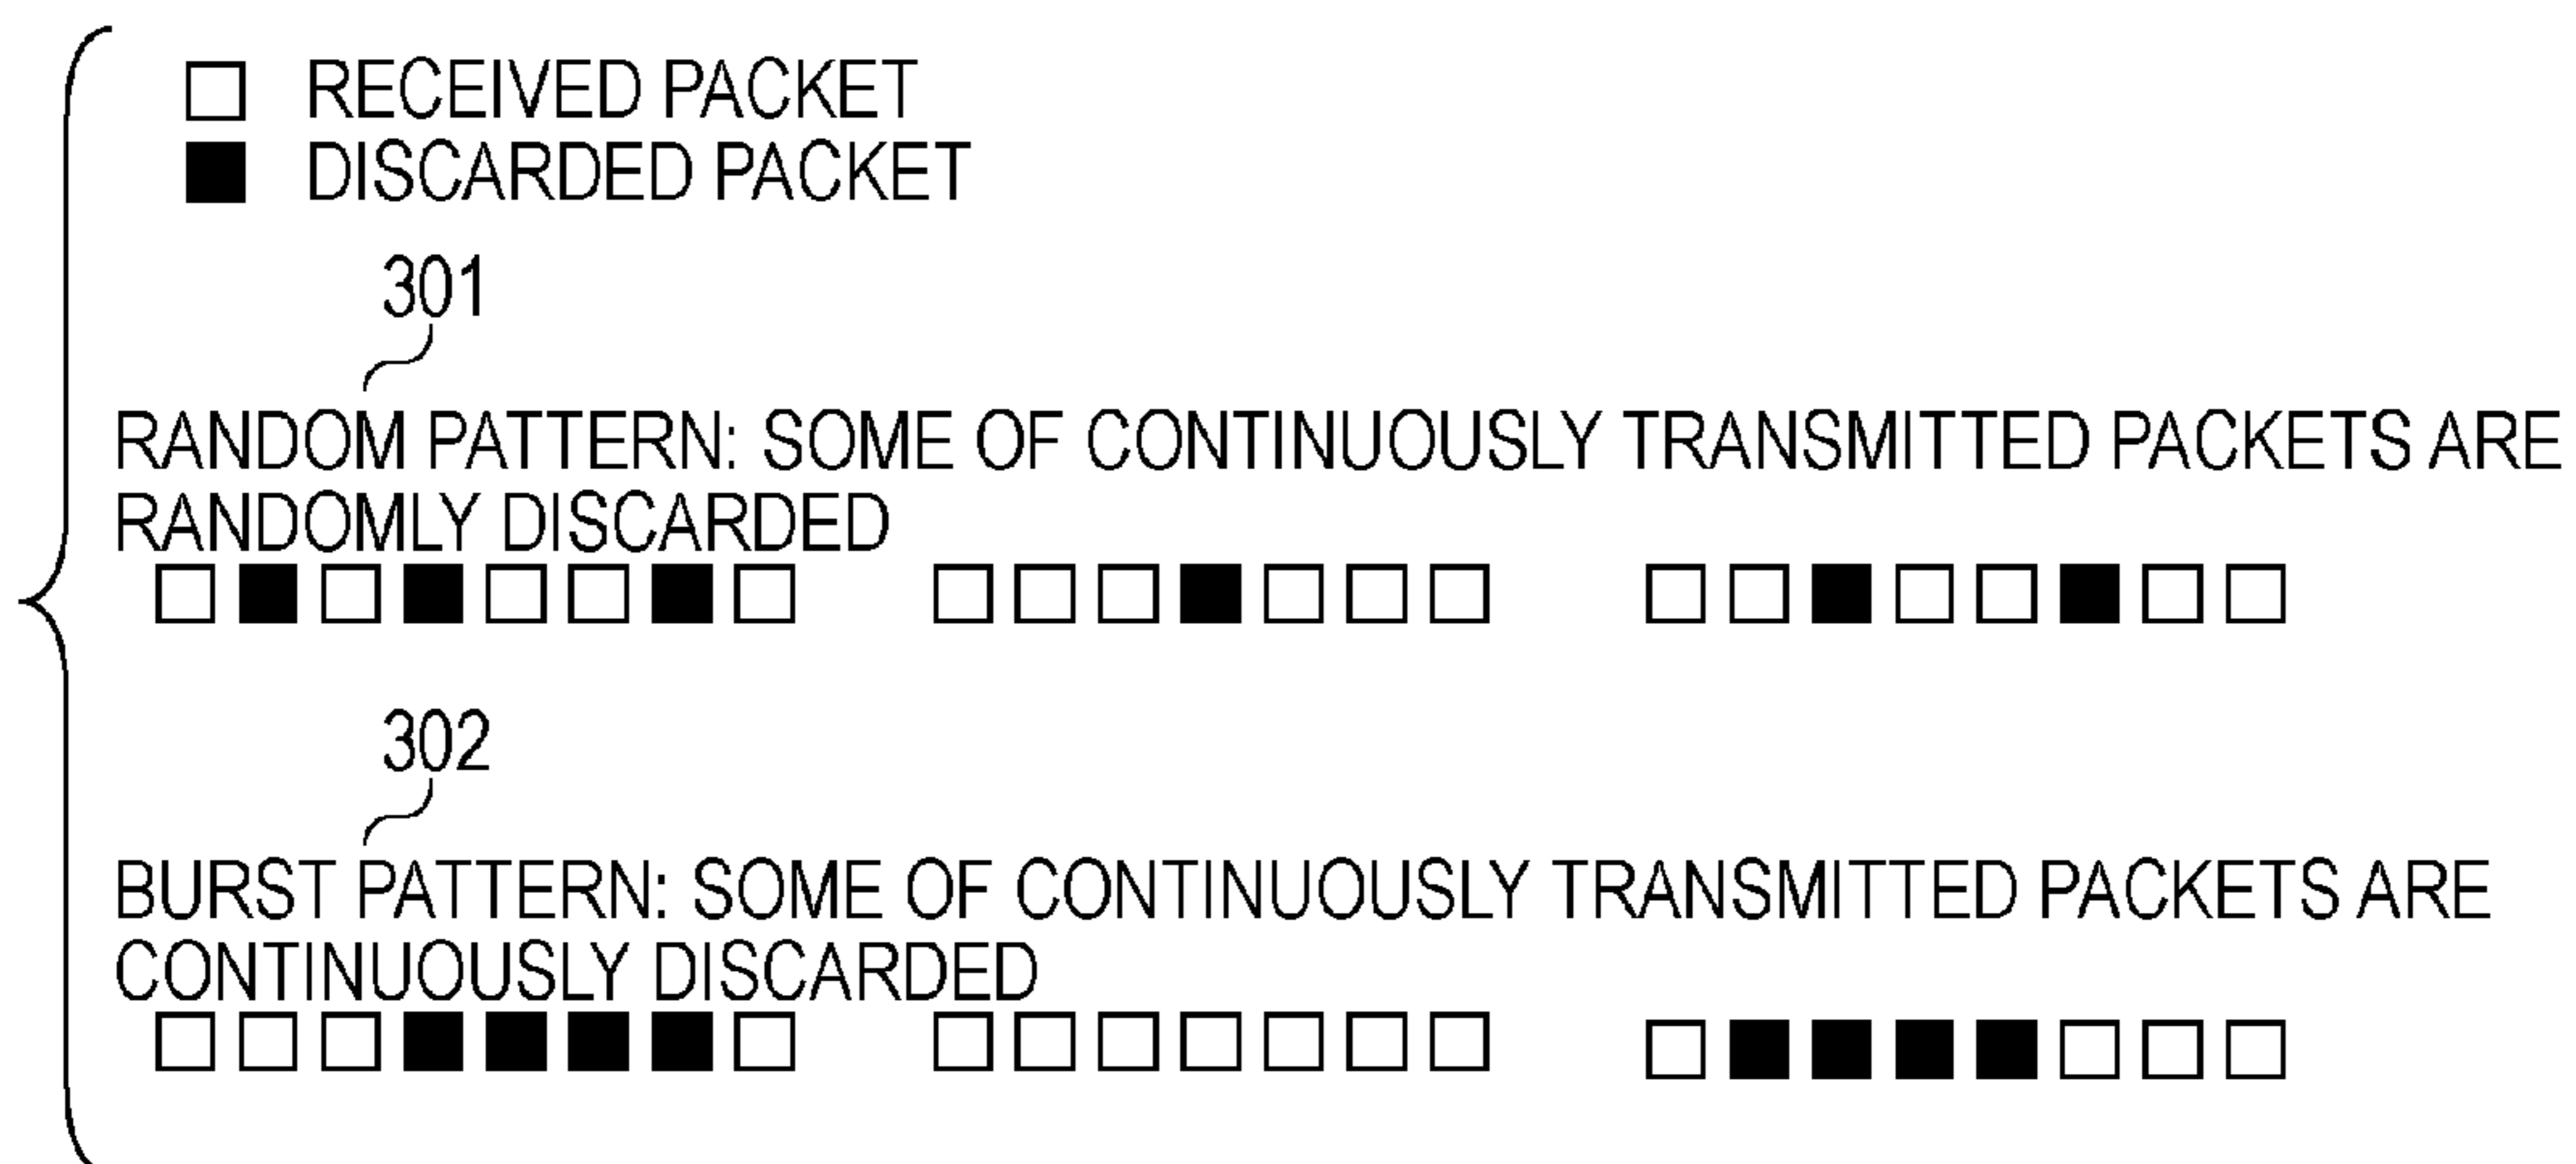 RECEIVED PACKET
DISCARDED PACKET
301
RANDOM PATTERN: SOME OF CONTINUOUSLY TRANSMITTED PACKETS ARE
RANDOMLY DISCARDED
302
BURST PATTERN: SOME OF CONTINUOUSLY TRANSMITTED PACKETS ARE
CONTINUOUSLY DISCARDED